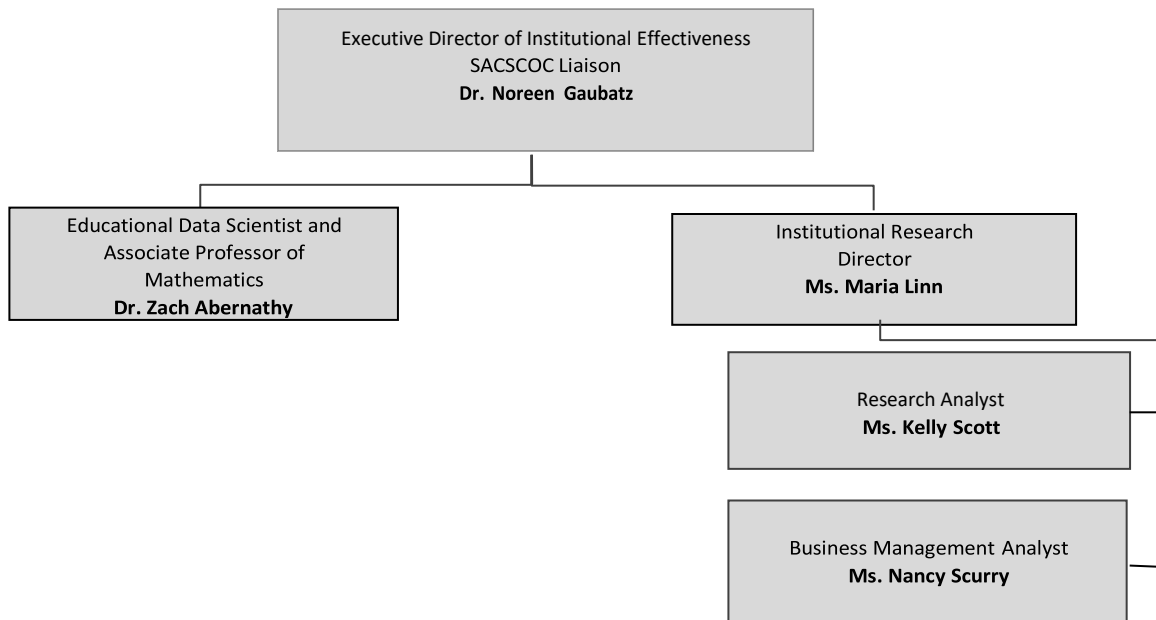 Executive Director of Institutional Effectiveness
SACSCOC Liaison
Dr. Noreen Gaubatz
Educational Data Scientist and
Associate Professor of
Mathematics
Dr. Zach Abernathy
Institutional Research
Director
Ms. Maria Linn
Research Analyst
Ms. Kelly Scott
Business Management Analyst
Ms. Nancy Scurry